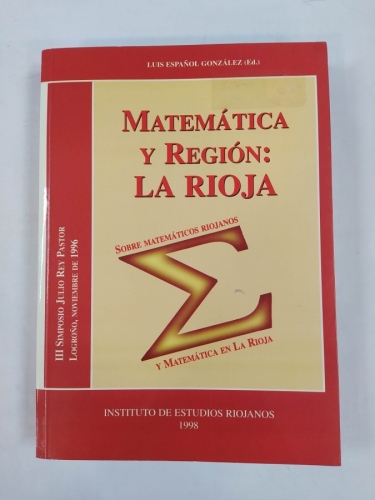 LUIS ESPAÑOL GONZÁLEZ (Ed.)
MATEMÁTICA
Y REGIÓN:
LA RIOJA
SOBRE MATEMÁTICOS RIOJANOS
Σ
Y MATEMÁTICA EN LA RIOJA
III SIMPOSIO JULIO REY PASTOR
LOGROÑO, NOVIEMBRE DE 1996
INSTITUTO DE ESTUDIOS RIOJANOS
1998